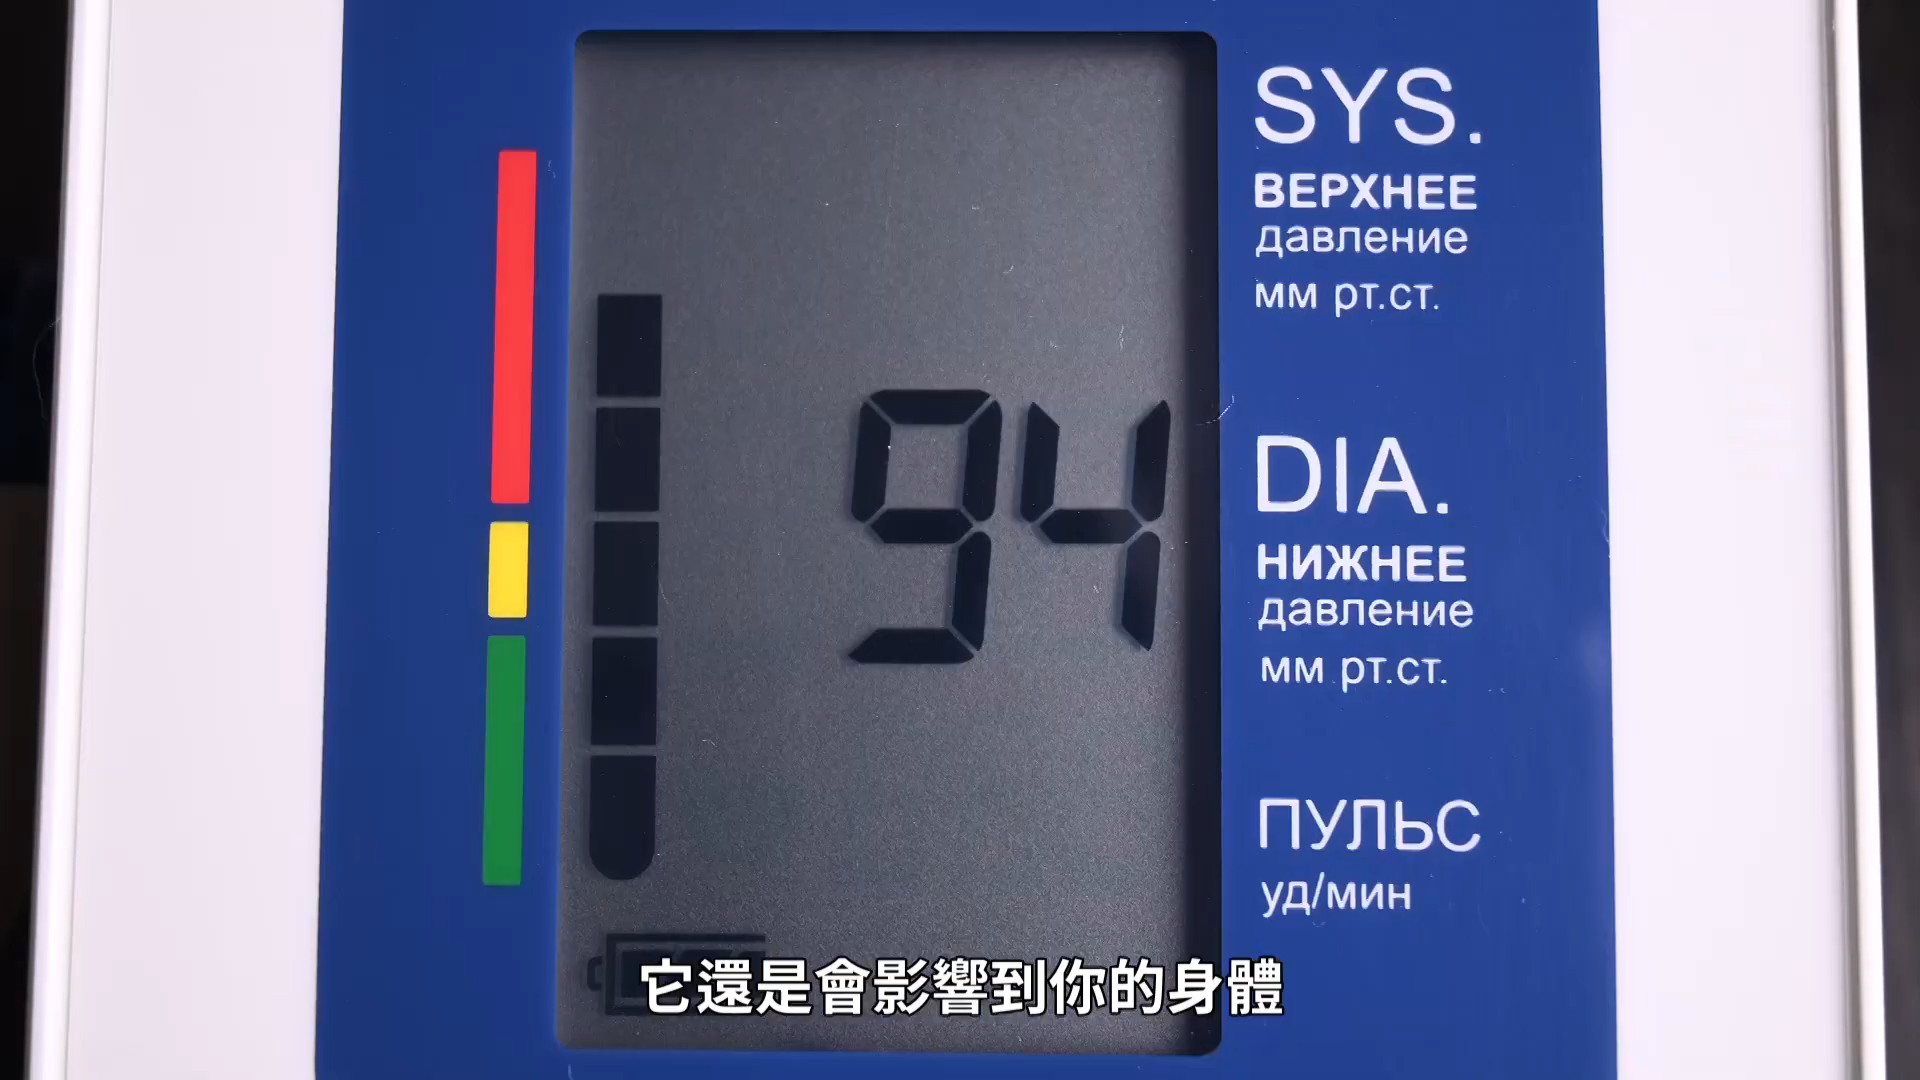 SYS.
ВЕРХНЕЕ
давление
мм рт.ст.
94
DIA.
НИЖНЕЕ
давление
мм рт.ст.
ПУЛЬС
уд/мин
它還是會影響到你的身體